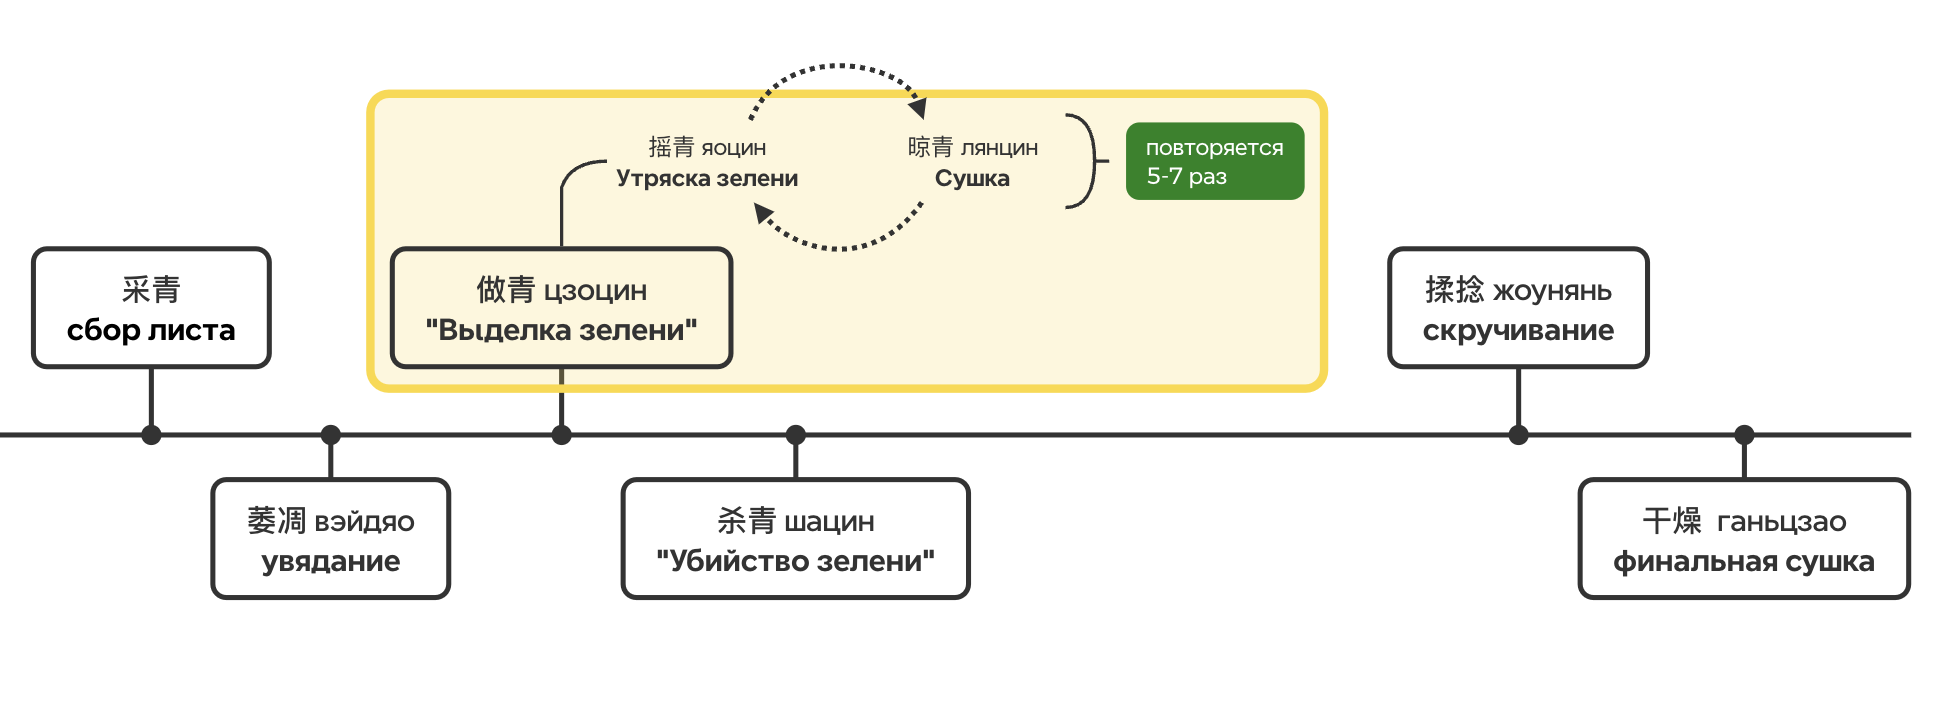 采青
сбор листа
萎凋 вэйдяо
увядание
做青 цзоцин
"Выделка зелени"
摇青 яоцин
Утряска зелени
晾青 лянцин
Сушка
повторяется
5-7 раз
杀青 шацин
"Убийство зелени"
揉捻 жоунянь
скручивание
干燥 ганьцзао
финальная сушка